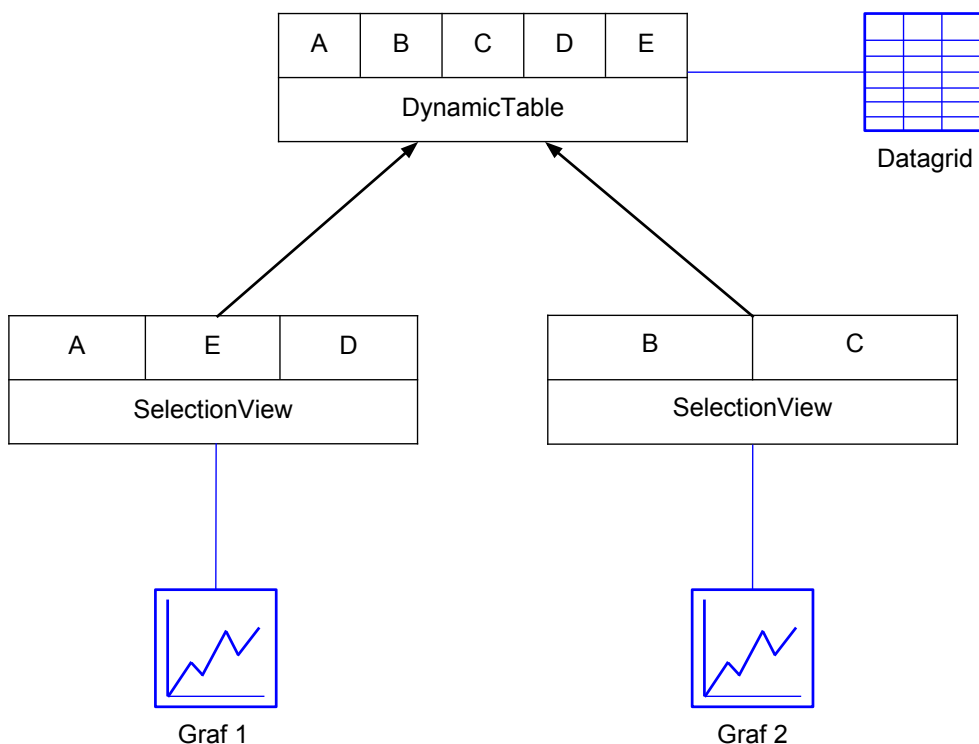 A B C D E
DynamicTable
Datagrid
A E D
SelectionView
B C
SelectionView
Graf 1
Graf 2